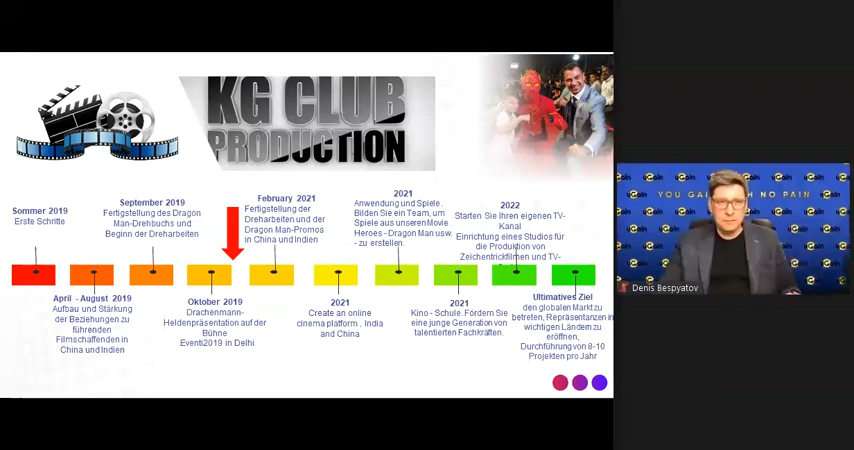 KG CLUB
PRODUCTION
Sommer 2019
Erste Schritte
September 2019
Fertigstellung des Dragon
Man-Drehbuchs und
Beginn der Dreharbeiten
February 2021
Fertigstellung der
Dreharbeiten und der
Dragon Man-Promos
in China und Indien
2021
Anwendung und Spiele .
Bilden Sie ein Team, um
Spiele aus unseren Movie
Heroes - Dragon Man usw.
- zu erstellen.
2022
Starten Sie Ihren eigenen TV-
Kanal
Einrichtung eines Studios für
die Produktion von
Zeichentrickfilmen und TV-
April - August 2019
Aufbau und Stärkung
der Beziehungen zu
führenden
Filmschaffenden in
China und Indien
Oktober 2019
Drachenmann-
Heldenpräsentation auf der
Bühne
Eventi2019 in Delhi
2021
Create an online
cinema platform , India
and China
2021
Kino - Schule. Fördern Sie
eine junge Generation von
talentierten Fachkräften.
Ultimatives Ziel
den globalen Markt zu
betreten, Repräsentanzen in
wichtigen Ländern zu
eröffnen,
Durchführung von 8-10
Projekten pro Jahr
uCoin
YOU GAIN WITH NO PAIN
Denis Bespyatov